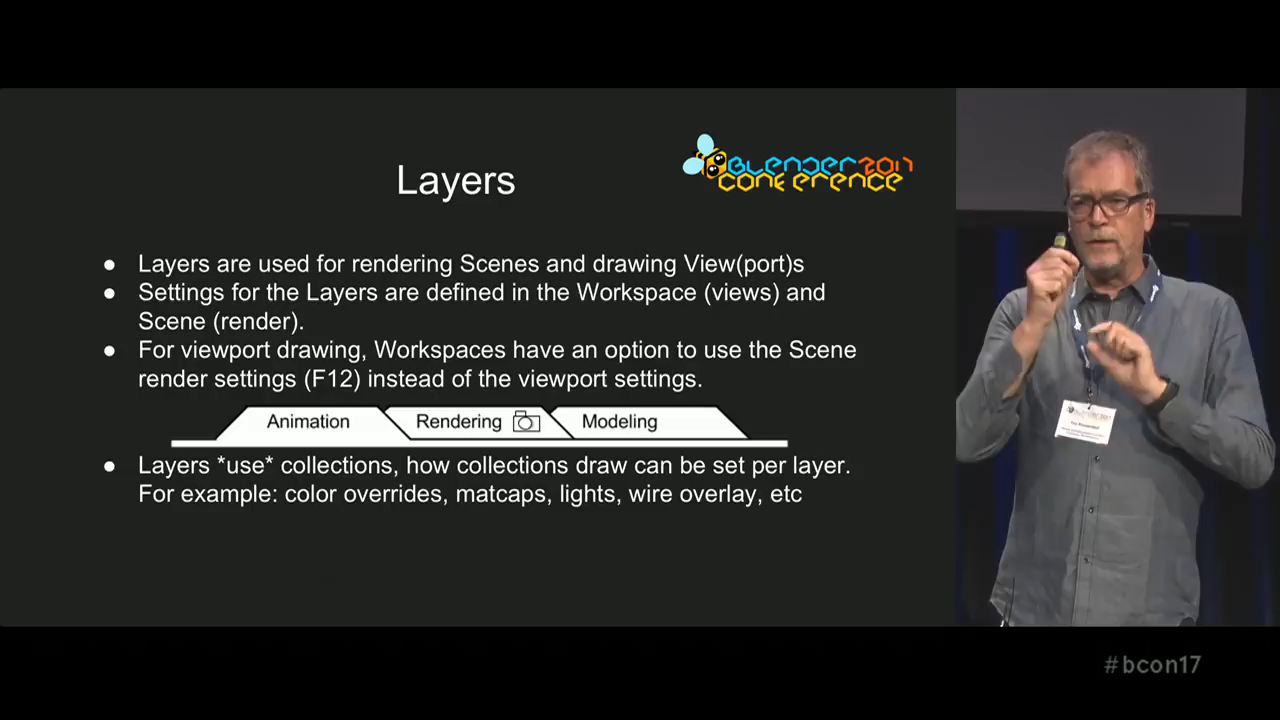 Layers
BLENDER2017
CONFERENCE
● Layers are used for rendering Scenes and drawing View(port)s
● Settings for the Layers are defined in the Workspace (views) and
Scene (render).
● For viewport drawing, Workspaces have an option to use the Scene
render settings (F12) instead of the viewport settings.
Animation Rendering Modeling
● Layers *use* collections, how collections draw can be set per layer.
For example: color overrides, matcaps, lights, wire overlay, etc
#bcon17